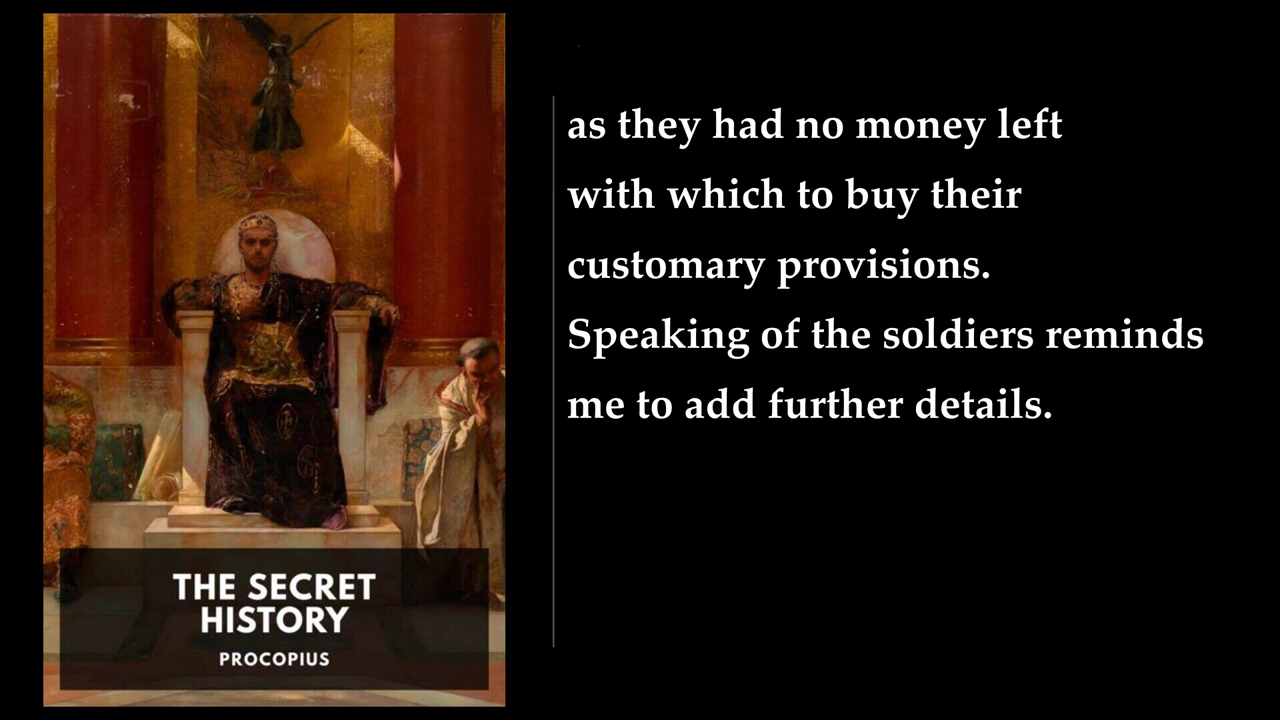 THE SECRET
HISTORY
PROCOPIUS
as they had no money left
with which to buy their
customary provisions.
Speaking of the soldiers reminds
me to add further details.